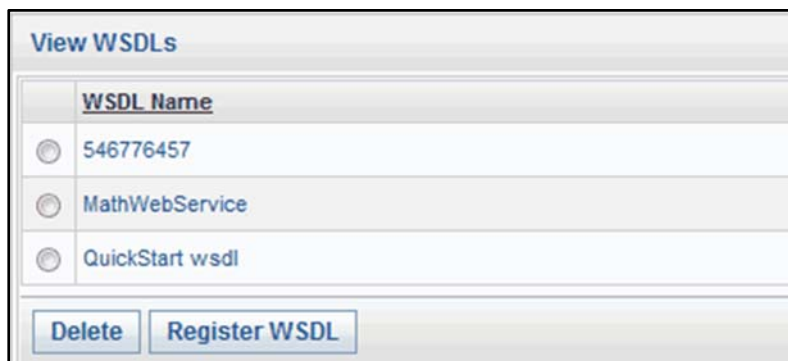 View WSDLs
WSDL Name
546776457
MathWebService
QuickStart wsdl
Delete Register WSDL